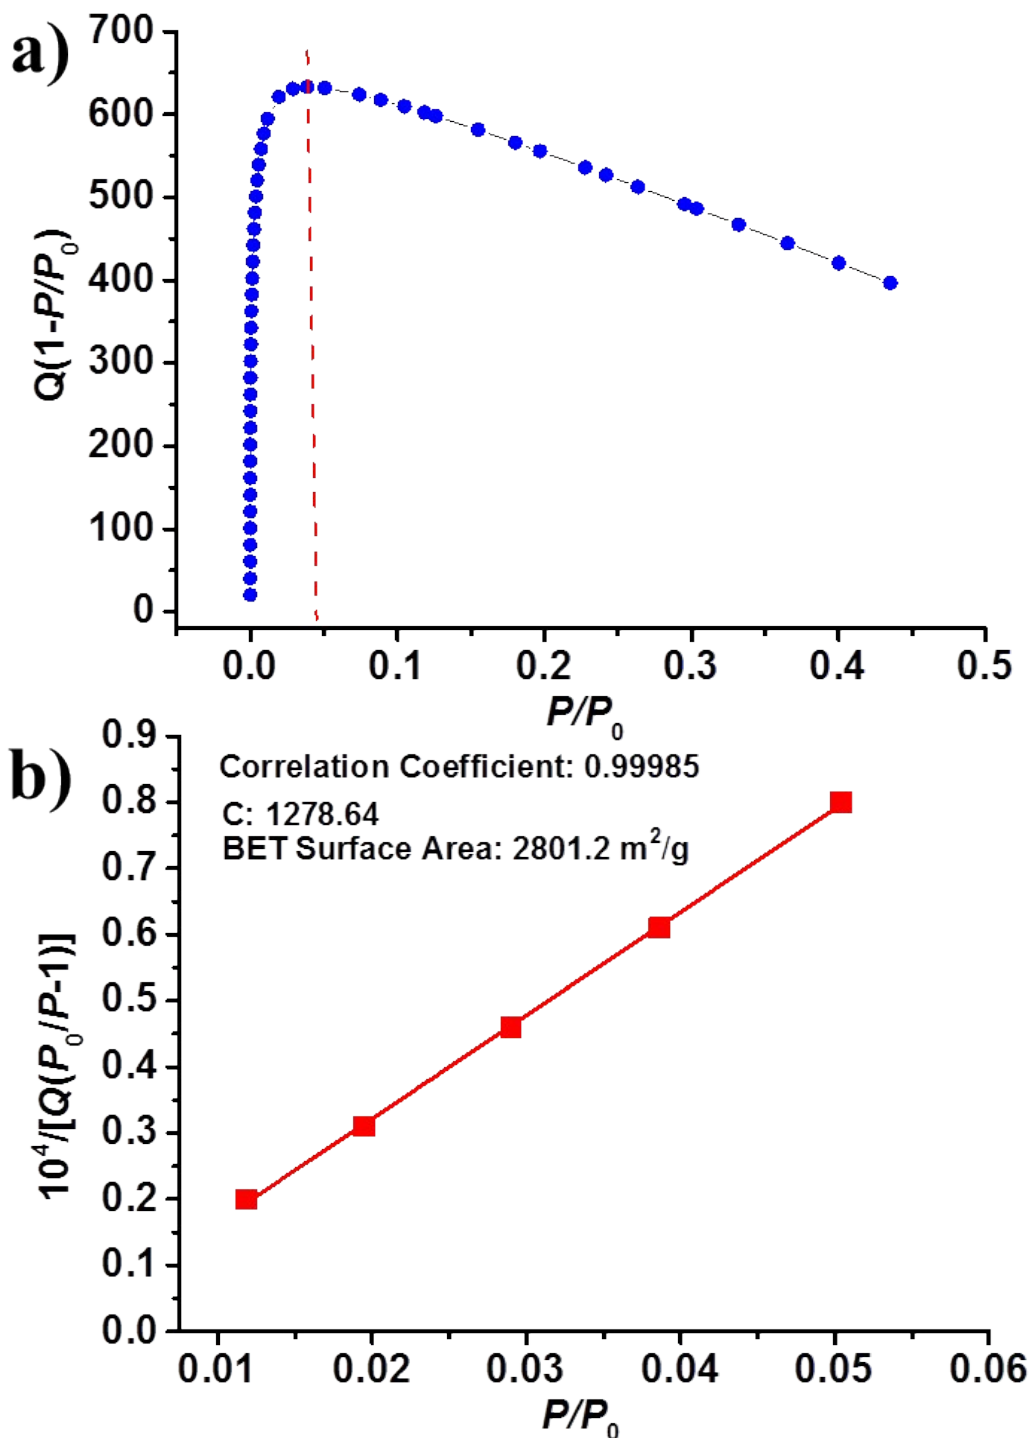 a)
700
600
500
400
300
200
100
0
Q(1-P/P0)
0.0 0.1 0.2 0.3 0.4 0.5
P/P0
b)
0.9
0.8
0.7
0.6
0.5
0.4
0.3
0.2
0.1
0.0
10^4/[Q(P0/P-1)]
Correlation Coefficient: 0.99985
C: 1278.64
BET Surface Area: 2801.2 m²/g
0.01 0.02 0.03 0.04 0.05 0.06
P/P0